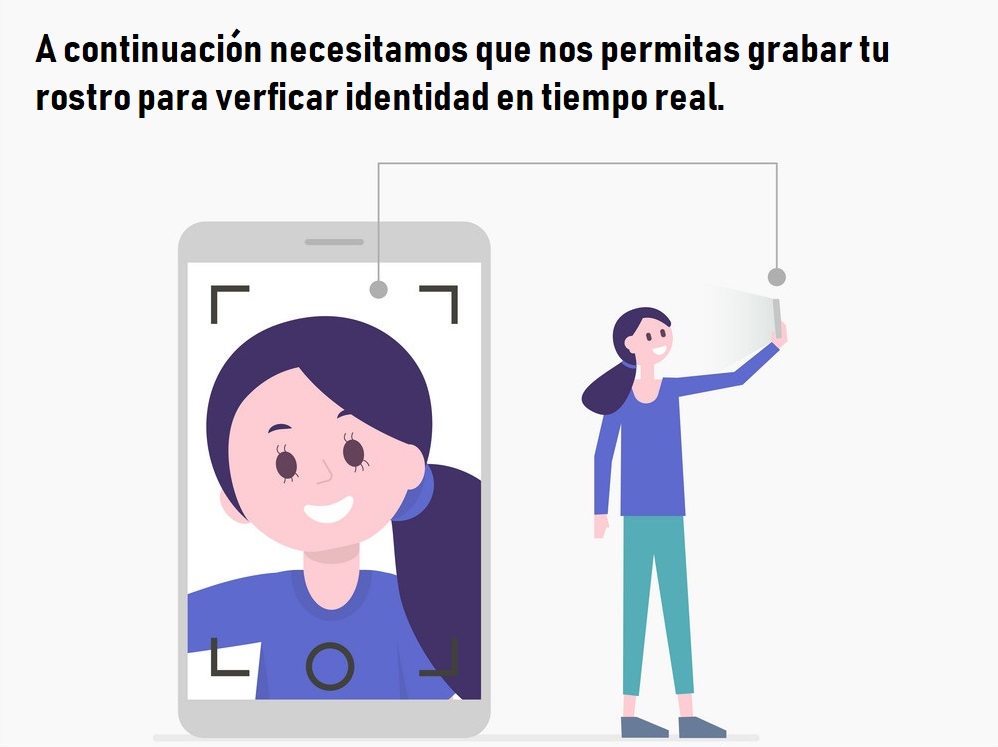 A continuación necesitamos que nos permitas grabar tu
rostro para verficar identidad en tiempo real.